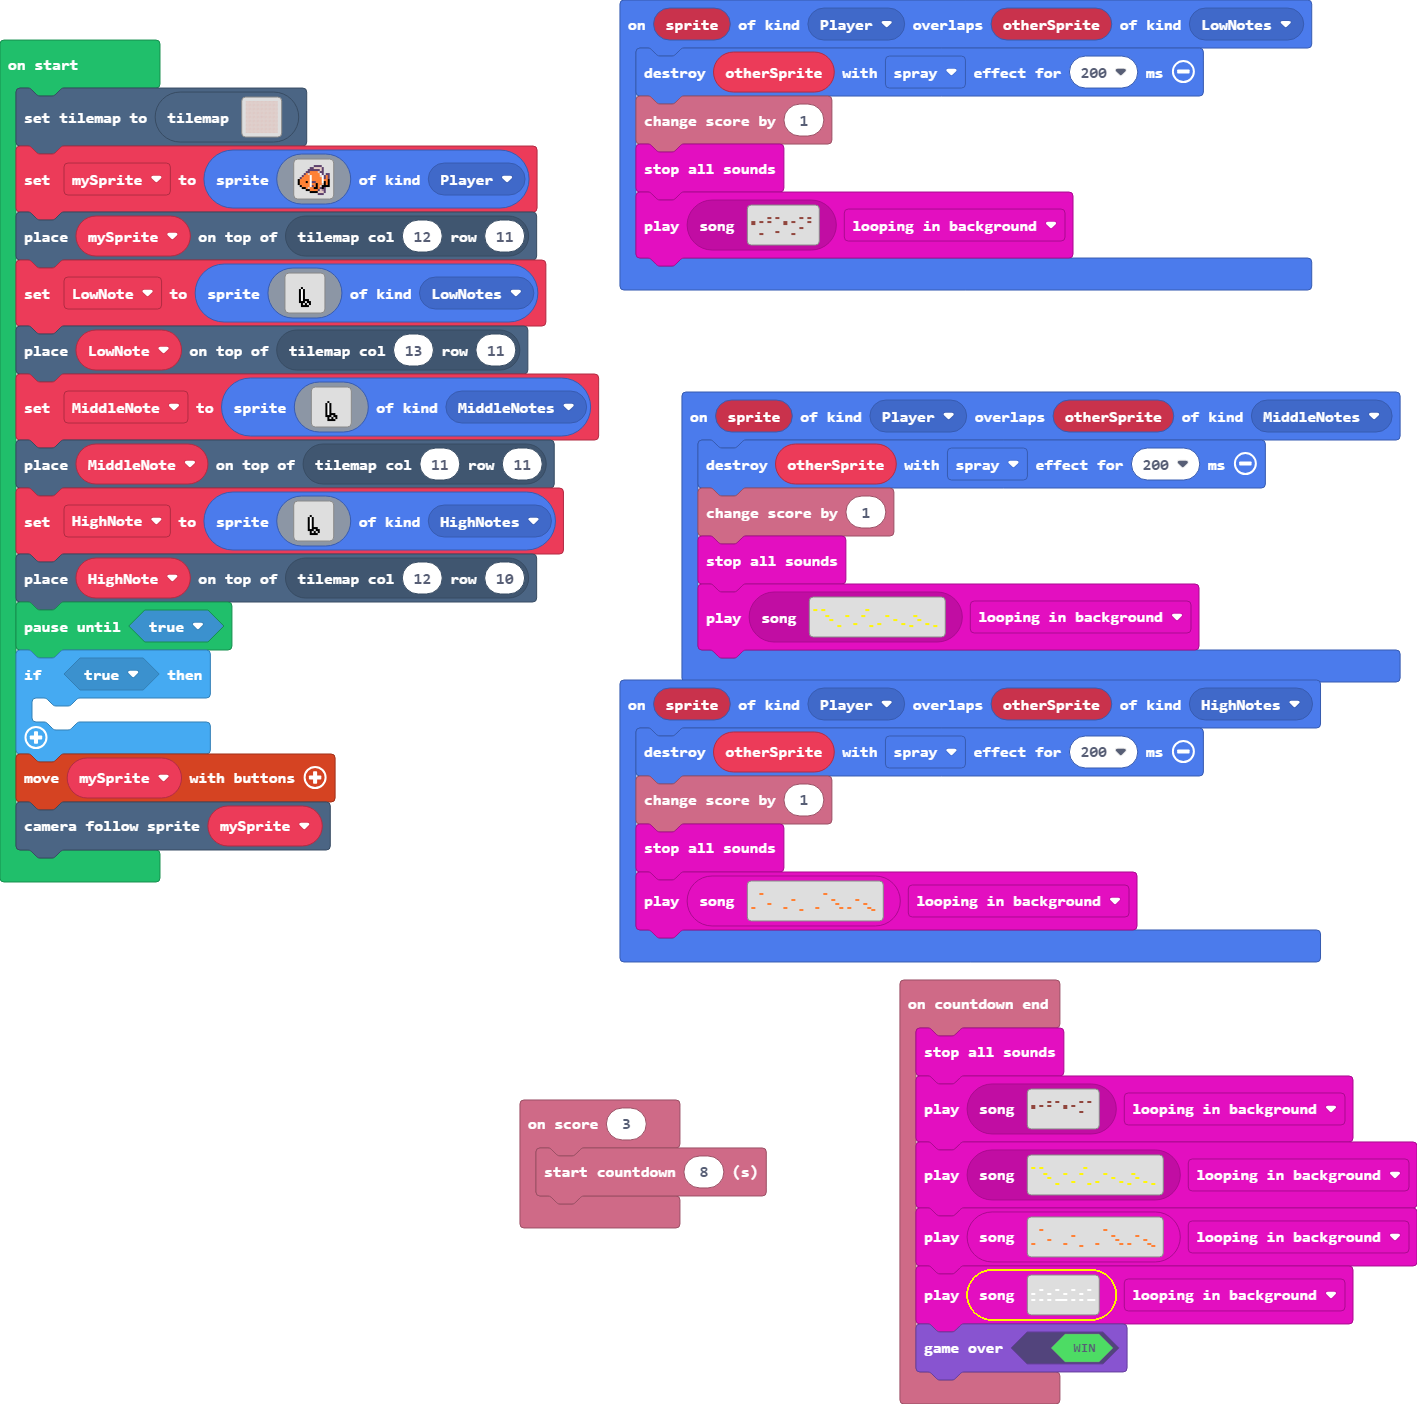 on start
set tilemap to tilemap
set mySprite to sprite of kind Player
place mySprite on top of tilemap col 12 row 11
set LowNote to sprite of kind LowNotes
place LowNote on top of tilemap col 13 row 11
set MiddleNote to sprite of kind MiddleNotes
place MiddleNote on top of tilemap col 11 row 11
set HighNote to sprite of kind HighNotes
place HighNote on top of tilemap col 12 row 10
pause until true
if true then
move mySprite with buttons
camera follow sprite mySprite
on sprite of kind Player overlaps otherSprite of kind LowNotes
destroy otherSprite with spray effect for 200 ms
change score by 1
stop all sounds
play song looping in background
on sprite of kind Player overlaps otherSprite of kind MiddleNotes
destroy otherSprite with spray effect for 200 ms
change score by 1
stop all sounds
play song looping in background
on sprite of kind Player overlaps otherSprite of kind HighNotes
destroy otherSprite with spray effect for 200 ms
change score by 1
stop all sounds
play song looping in background
on score 3
start countdown 8 (s)
on countdown end
stop all sounds
play song looping in background
play song looping in background
play song looping in background
play song looping in background
game over WIN